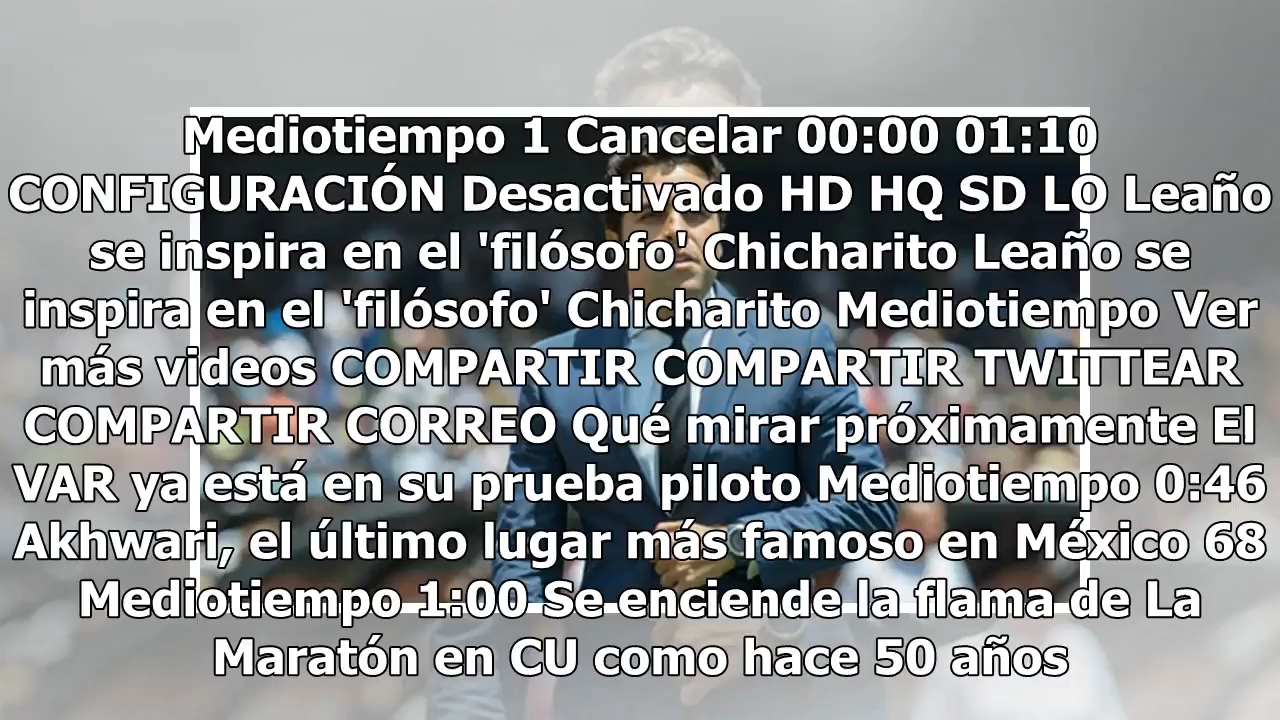 Mediotiempo 1 Cancelar 00:00 01:10
CONFIGURACIÓN Desactivado HD HQ SD LO Leaño
se inspira en el 'filósofo' Chicharito Leaño se
inspira en el 'filósofo' Chicharito Mediotiempo Ver
más videos COMPARTIR COMPARTIR TWITTEAR
COMPARTIR CORREO Qué mirar próximamente El
VAR ya está en su prueba piloto Mediotiempo 0:46
Akhwari, el último lugar más famoso en México 68
Mediotiempo 1:00 Se enciende la flama de La
Maratón en CU como hace 50 años